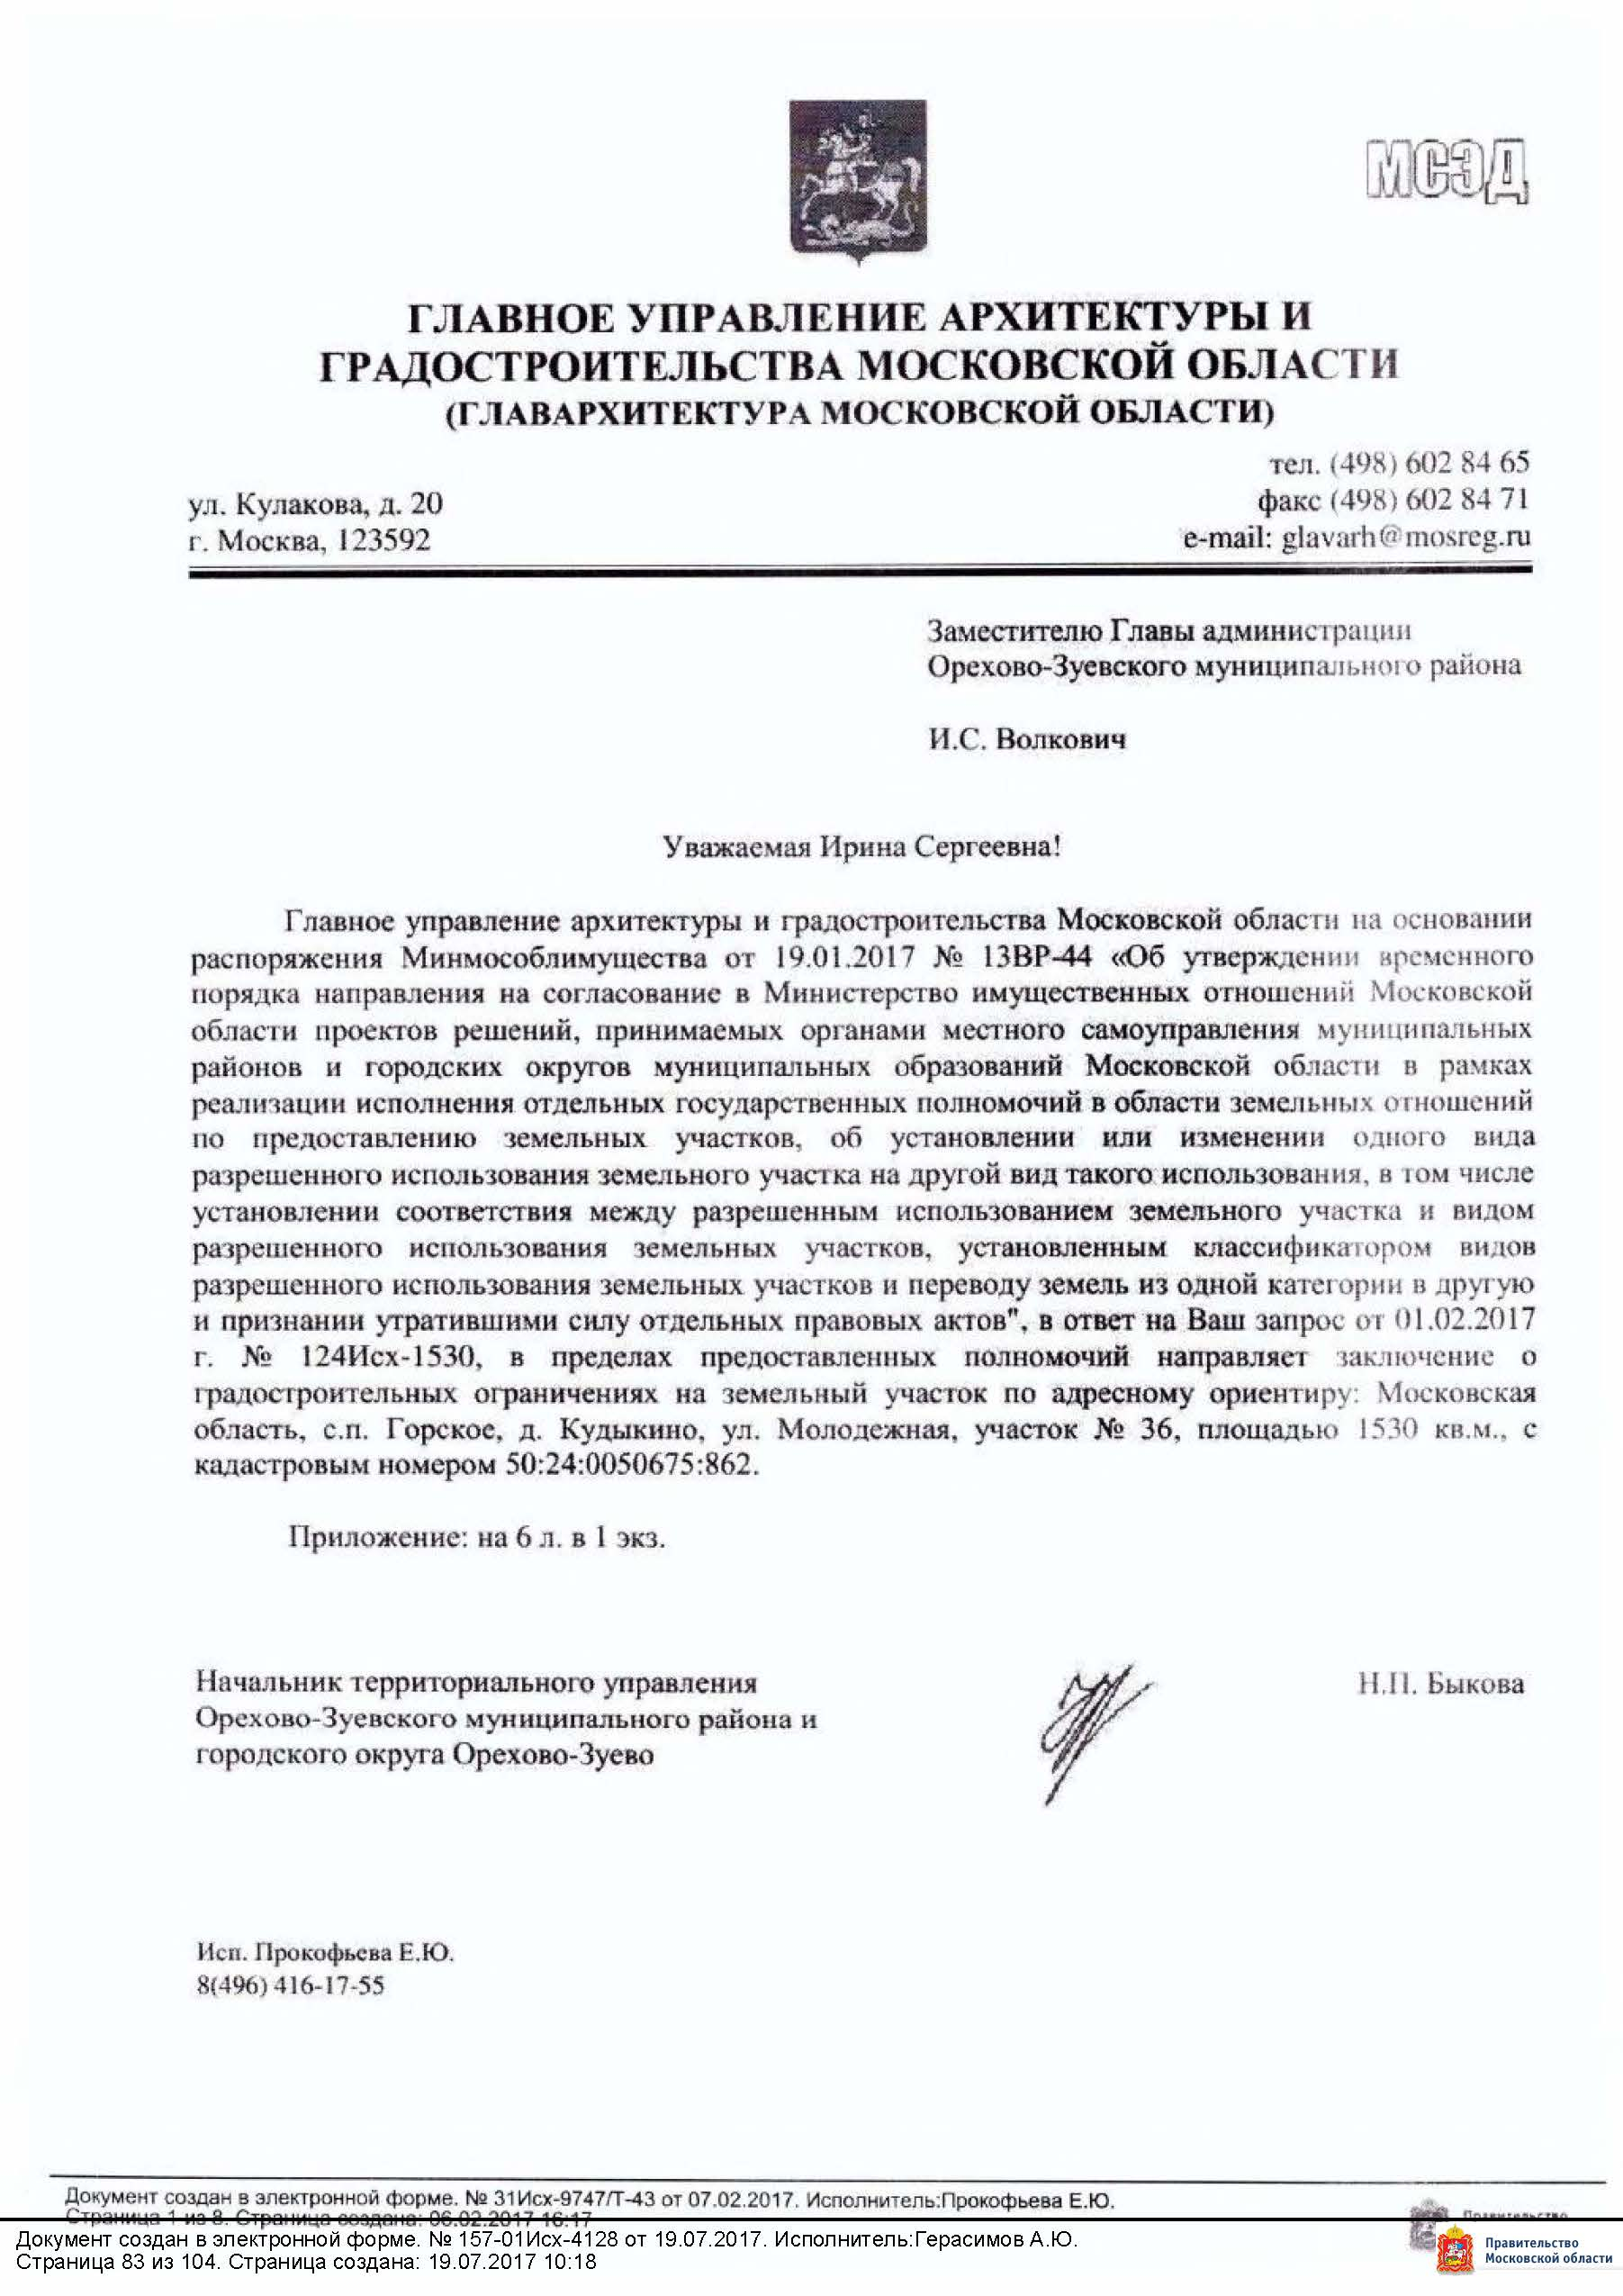 МСЭД
ГЛАВНОЕ УПРАВЛЕНИЕ АРХИТЕКТУРЫ И
ГРАДОСТРОИТЕЛЬСТВА МОСКОВСКОЙ ОБЛАСТИ
(ГЛАВАРХИТЕКТУРА МОСКОВСКОЙ ОБЛАСТИ)
тел. (498) 602 84 65
ул. Кулакова, д. 20
факс (498) 602 84 71
г. Москва, 123592
e-mail: glavarh@mosreg.ru
Заместителю Главы администрации
Орехово-Зуевского муниципального района
И.С. Волкович
Уважаемая Ирина Сергеевна!
Главное управление архитектуры и градостроительства Московской области на основании
распоряжения Минмособлимущества от 19.01.2017 № 13ВР-44 «Об утверждении временного
порядка направления на согласование в Министерство имущественных отношений Московской
области проектов решений, принимаемых органами местного самоуправления муниципальных
районов и городских округов муниципальных образований Московской области в рамках
реализации исполнения отдельных государственных полномочий в области земельных отношений
по предоставлению земельных участков, об установлении или изменении одного вида
разрешенного использования земельного участка на другой вид такого использования, в том числе
установлении соответствия между разрешенным использованием земельного участка и видом
разрешенного использования земельных участков, установленным классификатором видов
разрешенного использования земельных участков и переводу земель из одной категории в другую
и признании утратившими силу отдельных правовых актов", в ответ на Ваш запрос от 01.02.2017
г. № 124Исх-1530, в пределах предоставленных полномочий направляет заключение о
градостроительных ограничениях на земельный участок по адресному ориентиру: Московская
область, с.п. Горское, д. Кудыкино, ул. Молодежная, участок № 36, площадью 1530 кв.м., с
кадастровым номером 50:24:0050675:862.
Приложение: на 6 л. в 1 экз.
Начальник территориального управления
Орехово-Зуевского муниципального района и
городского округа Орехово-Зуево
Н.П. Быкова
Исп. Прокофьева Е.Ю.
8(496) 416-17-55
Документ создан в электронной форме. № 31Исх-9747/Т-43 от 07.02.2017. Исполнитель:Прокофьева Е.Ю.
Страница 1 из 8. Страница создана: 06.02.2017 16:17
Правительство
Документ создан в электронной форме. № 157-01Исх-4128 от 19.07.2017. Исполнитель:Герасимов А.Ю.
Страница 83 из 104. Страница создана: 19.07.2017 10:18
Правительство
Московской области